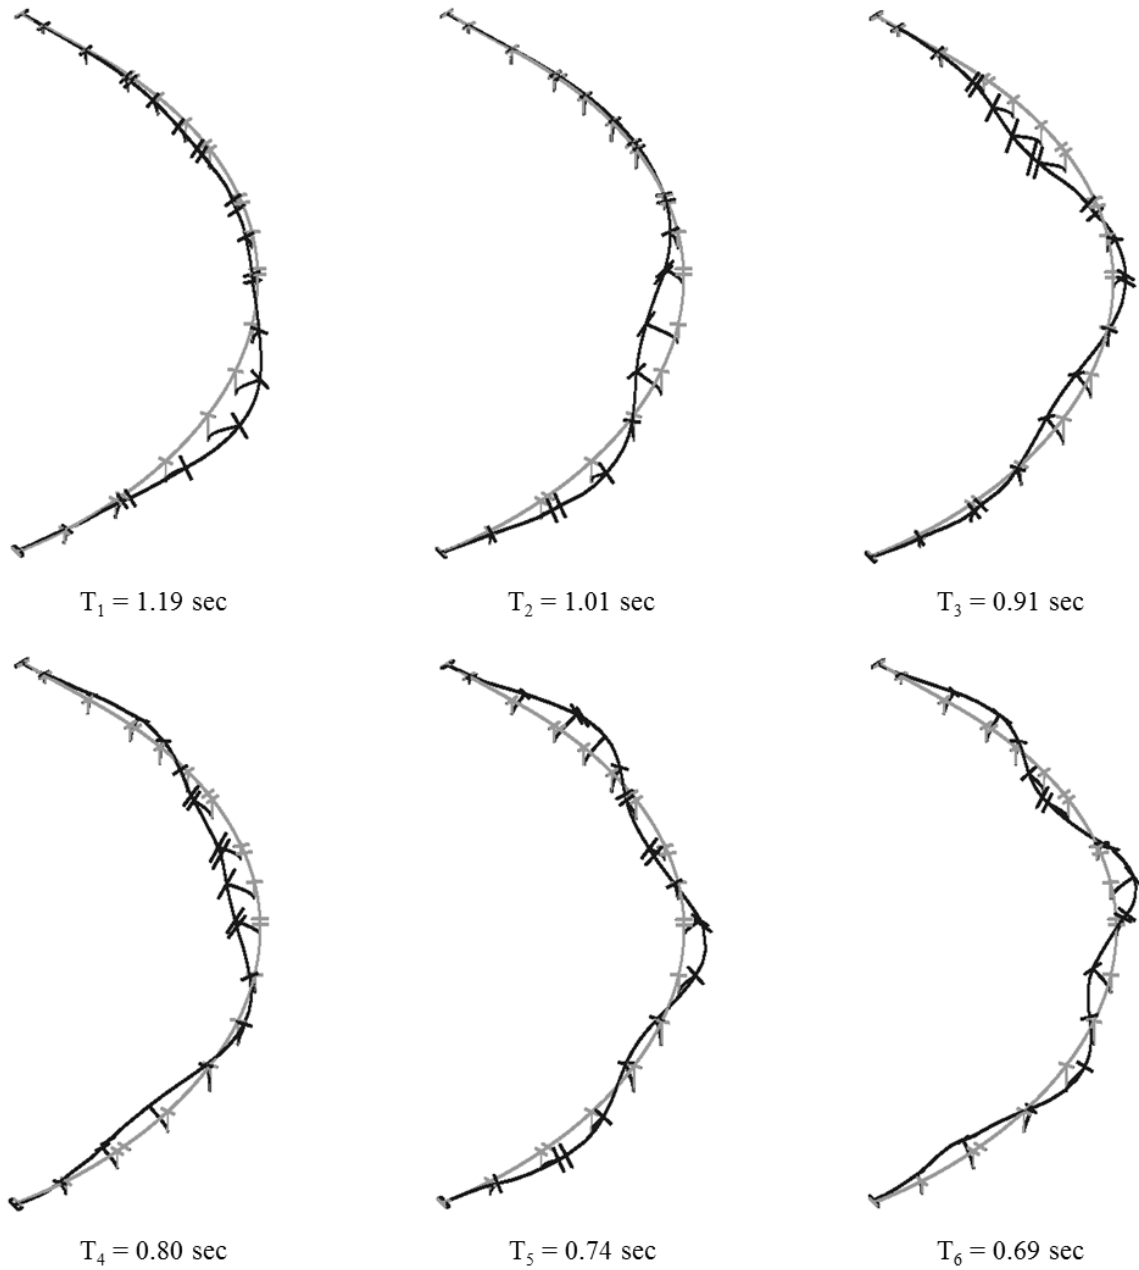 T₁ = 1.19 sec
T₂ = 1.01 sec
T₃ = 0.91 sec
T₄ = 0.80 sec
T₅ = 0.74 sec
T₆ = 0.69 sec